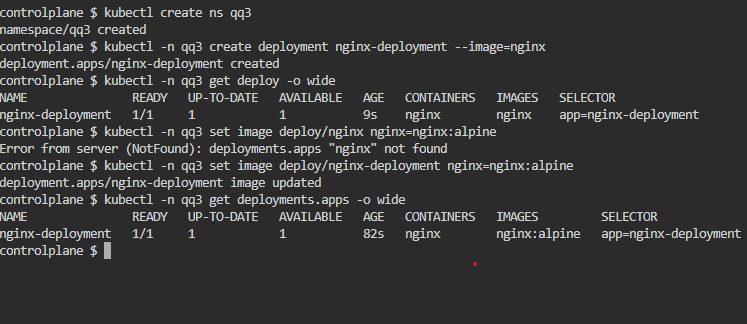 controlplane $ kubectl create ns qq3
namespace/qq3 created
controlplane $ kubectl -n qq3 create deployment nginx-deployment --image=nginx
deployment.apps/nginx-deployment created
controlplane $ kubectl -n qq3 get deploy -o wide
NAME READY UP-TO-DATE AVAILABLE AGE CONTAINERS IMAGES SELECTOR
nginx-deployment 1/1 1 1 9s nginx nginx app=nginx-deployment
controlplane $ kubectl -n qq3 set image deploy/nginx nginx=nginx:alpine
Error from server (NotFound): deployments.apps "nginx" not found
controlplane $ kubectl -n qq3 set image deploy/nginx-deployment nginx=nginx:alpine
deployment.apps/nginx-deployment image updated
controlplane $ kubectl -n qq3 get deployments.apps -o wide
NAME READY UP-TO-DATE AVAILABLE AGE CONTAINERS IMAGES SELECTOR
nginx-deployment 1/1 1 1 82s nginx nginx:alpine app=nginx-deployment
controlplane $